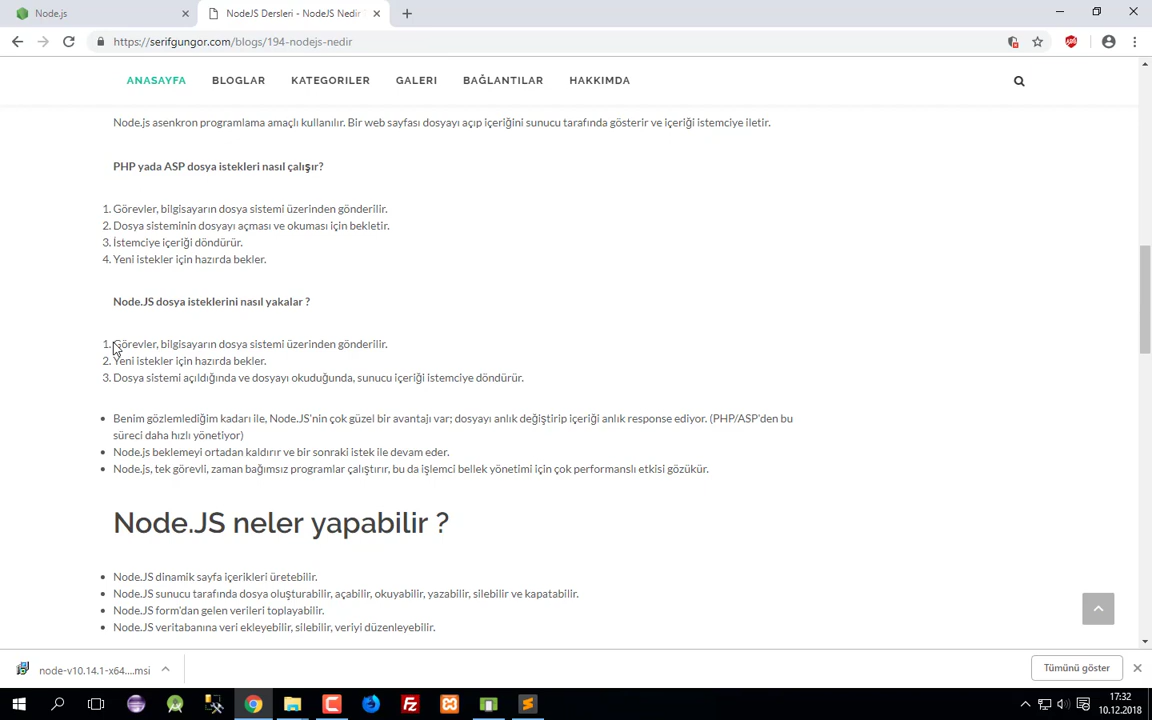 Node.js
NodeJS Dersleri - NodeJS Nedir ?
https://serifgungor.com/blogs/194-nodejs-nedir
ANASAYFA BLOGLAR KATEGORILER GALERI BAĞLANTILAR HAKKIMDA
Node.js asenkron programlama amaçlı kullanılır. Bir web sayfası dosyayı açıp içeriğini sunucu tarafında gösterir ve içeriği istemciye iletir.
PHP yada ASP dosya istekleri nasıl çalışır?
1. Görevler, bilgisayarın dosya sistemi üzerinden gönderilir.
2. Dosya sisteminin dosyayı açması ve okuması için bekletir.
3. İstemciye içeriği döndürür.
4. Yeni istekler için hazırda bekler.
Node.JS dosya isteklerini nasıl yakalar ?
1. Görevler, bilgisayarın dosya sistemi üzerinden gönderilir.
2. Yeni istekler için hazırda bekler.
3. Dosya sistemi açıldığında ve dosyayı okuduğunda, sunucu içeriği istemciye döndürür.
Benim gözlemlediğim kadarı ile, Node.JS'nin çok güzel bir avantajı var; dosyayı anlık değiştirip içeriği anlık response ediyor. (PHP/ASP'den bu
süreci daha hızlı yönetiyor)
Node.js beklemeyi ortadan kaldırır ve bir sonraki istek ile devam eder.
Node.js, tek görevli, zaman bağımsız programlar çalıştırır, bu da işlemci bellek yönetimi için çok performanslı etkisi gözükür.
Node.JS neler yapabilir ?
Node.JS dinamik sayfa içerikleri üretebilir.
Node.JS sunucu tarafında dosya oluşturabilir, açabilir, okuyabilir, yazabilir, silebilir ve kapatabilir.
Node.JS form'dan gelen verileri toplayabilir.
Node.JS veritabanına veri ekleyebilir, silebilir, veriyi düzenleyebilir.
node-v10.14.1-x64....msi
Tümünü göster
17:32
10.12.2018